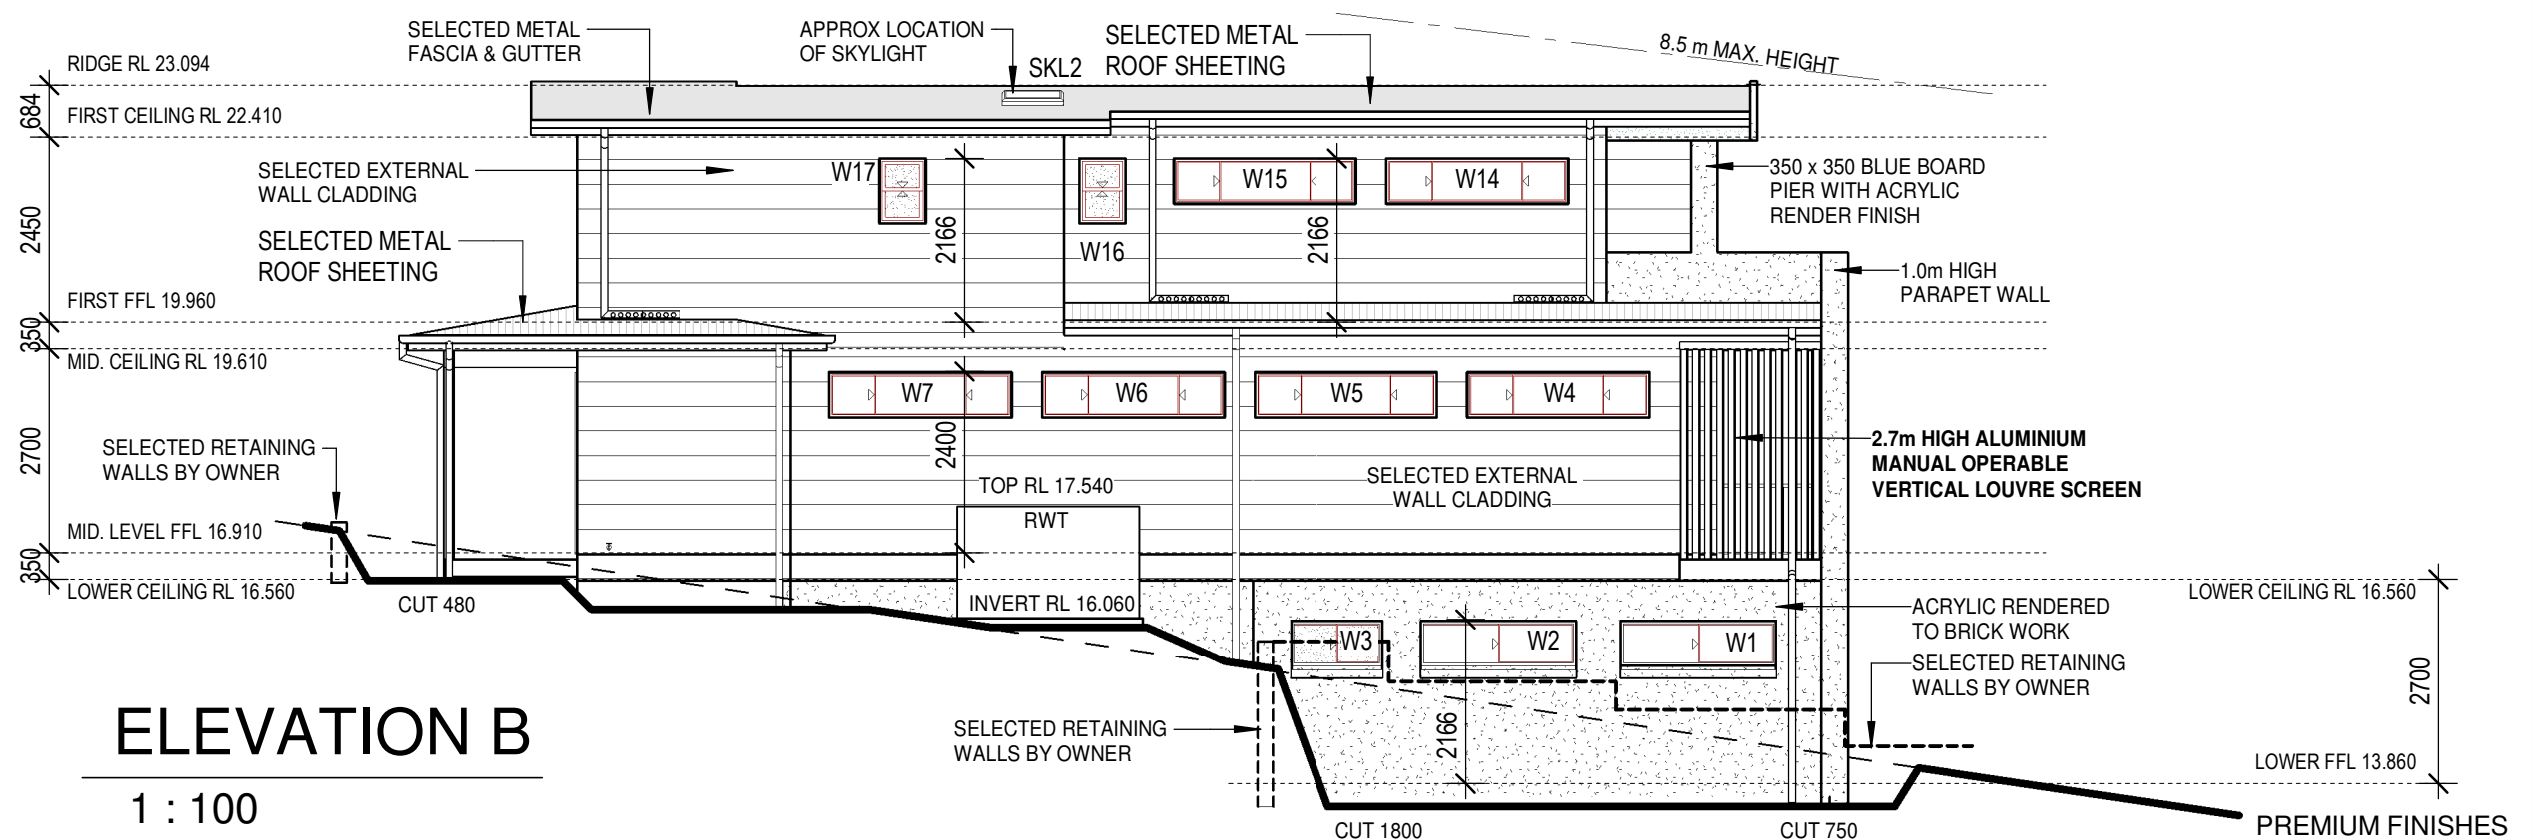 SELECTED METAL
FASCIA & GUTTER
APPROX LOCATION
OF SKYLIGHT
SKL2
SELECTED METAL
ROOF SHEETING
8.5 m MAX. HEIGHT
RIDGE RL 23.094
684
FIRST CEILING RL 22.410
SELECTED EXTERNAL
WALL CLADDING
W17
W16
W15
W14
350 x 350 BLUE BOARD
PIER WITH ACRYLIC
RENDER FINISH
2450
2166
2166
SELECTED METAL
ROOF SHEETING
1.0m HIGH
PARAPET WALL
FIRST FFL 19.960
350
MID. CEILING RL 19.610
W7
W6
W5
W4
2700
2400
SELECTED RETAINING
WALLS BY OWNER
2.7m HIGH ALUMINIUM
MANUAL OPERABLE
VERTICAL LOUVRE SCREEN
SELECTED EXTERNAL
WALL CLADDING
TOP RL 17.540
RWT
MID. LEVEL FFL 16.910
350
LOWER CEILING RL 16.560
CUT 480
INVERT RL 16.060
LOWER CEILING RL 16.560
ACRYLIC RENDERED
TO BRICK WORK
W3
W2
W1
SELECTED RETAINING
WALLS BY OWNER
2700
2166
SELECTED RETAINING
WALLS BY OWNER
LOWER FFL 13.860
ELEVATION B
1 : 100
CUT 1800
CUT 750
PREMIUM FINISHES